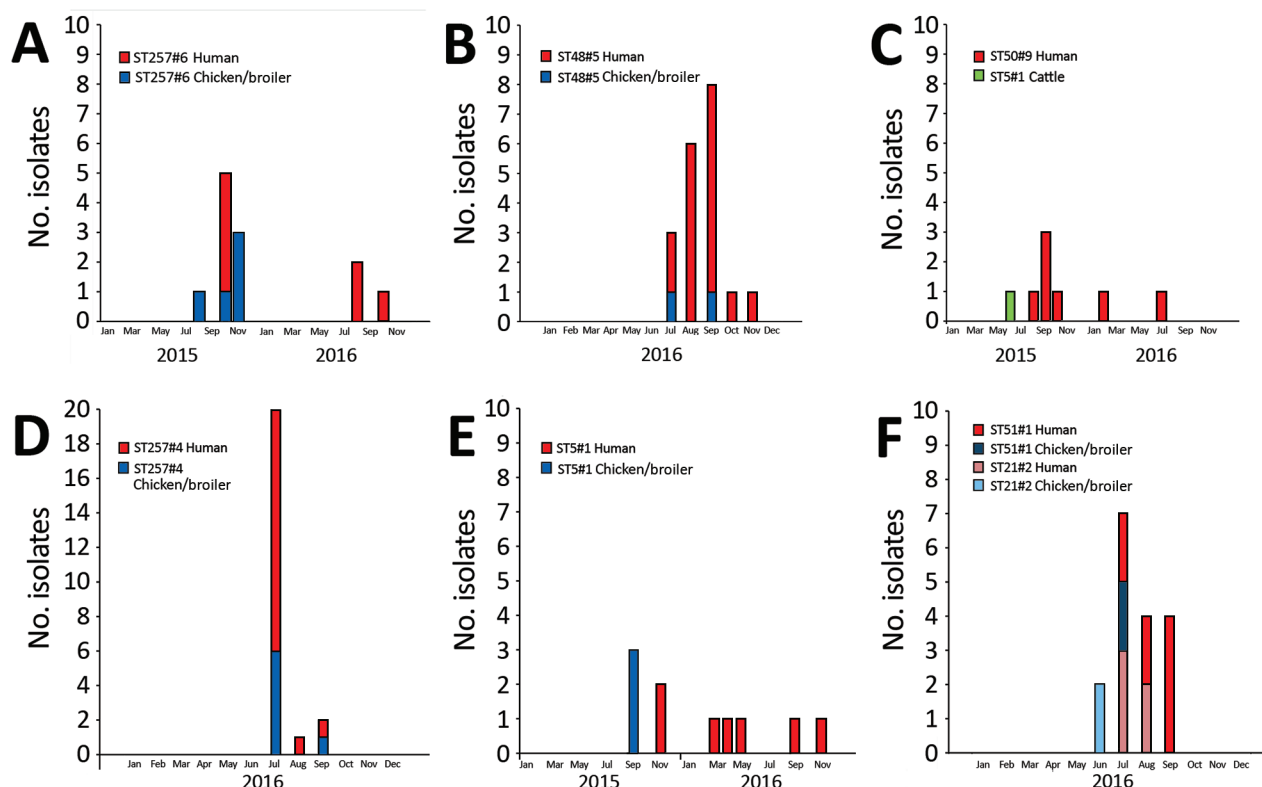 A
No. isolates
10
9
8
7
6
5
4
3
2
1
0
ST257#6 Human
ST257#6 Chicken/broiler
Jan Mar May Jul Sep Nov Jan Mar May Jul Sep Nov
2015 2016
B
No. isolates
10
9
8
7
6
5
4
3
2
1
0
ST48#5 Human
ST48#5 Chicken/broiler
Jan Feb Mar Apr May Jun Jul Aug Sep Oct Nov Dec
2016
C
No. isolates
10
9
8
7
6
5
4
3
2
1
0
ST50#9 Human
ST5#1 Cattle
Jan Mar May Jul Sep Nov Jan Mar May Jul Sep Nov
2015 2016
D
No. isolates
20
18
16
14
12
10
8
6
4
2
0
ST257#4 Human
ST257#4
Chicken/broiler
Jan Feb Mar Apr May Jun Jul Aug Sep Oct Nov Dec
2016
E
No. isolates
10
9
8
7
6
5
4
3
2
1
0
ST5#1 Human
ST5#1 Chicken/broiler
Jan Mar May Jul Sep Nov Jan Mar May Jul Sep Nov
2015 2016
F
No. isolates
10
9
8
7
6
5
4
3
2
1
0
ST51#1 Human
ST51#1 Chicken/broiler
ST21#2 Human
ST21#2 Chicken/broiler
Jan Feb Mar Apr May Jun Jul Aug Sep Oct Nov Dec
2016